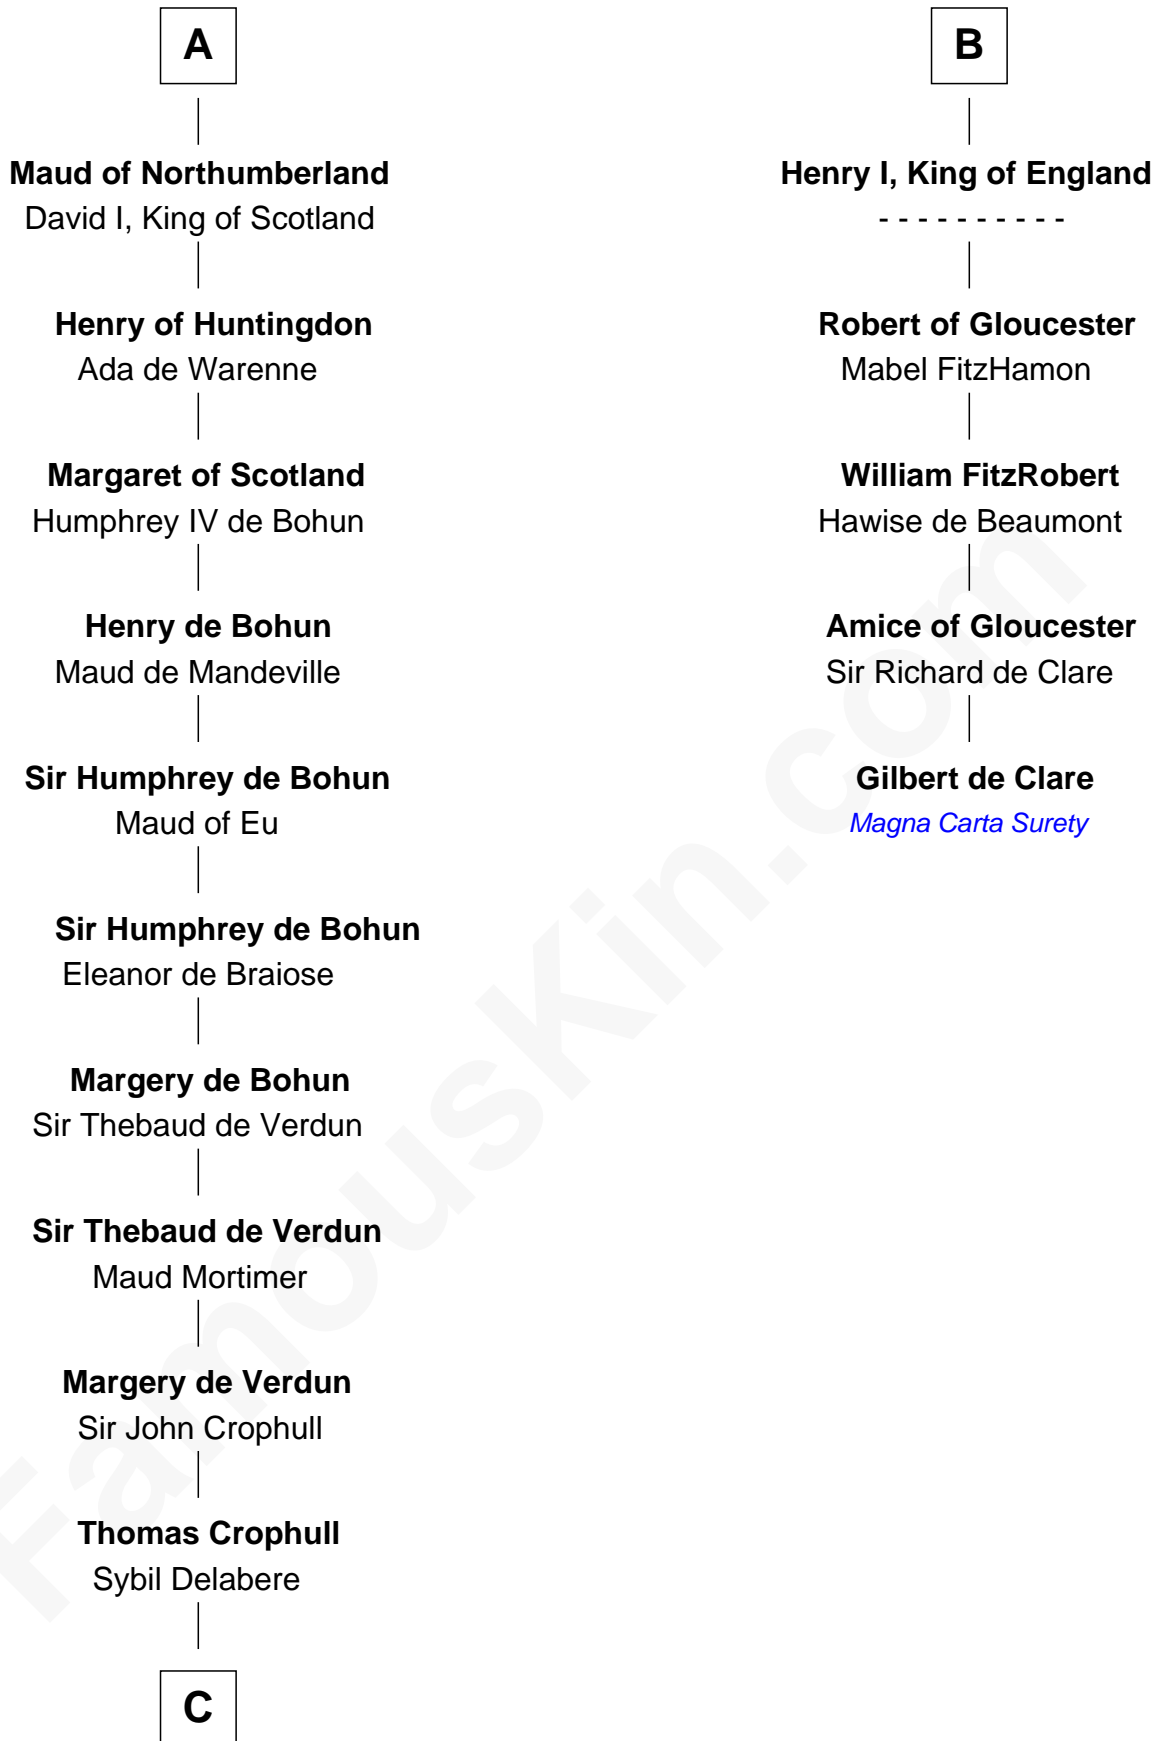 A
Maud of Northumberland
David I, King of Scotland
Henry of Huntingdon
Ada de Warenne
Margaret of Scotland
Humphrey IV de Bohun
Henry de Bohun
Maud de Mandeville
Sir Humphrey de Bohun
Maud of Eu
Sir Humphrey de Bohun
Eleanor de Braiose
Margery de Bohun
Sir Thebaud de Verdun
Sir Thebaud de Verdun
Maud Mortimer
Margery de Verdun
Sir John Crophull
Thomas Crophull
Sybil Delabere
C
B
Henry I, King of England
- - - - - - - - - -
Robert of Gloucester
Mabel FitzHamon
William FitzRobert
Hawise de Beaumont
Amice of Gloucester
Sir Richard de Clare
Gilbert de Clare
Magna Carta Surety
FamousKin.com